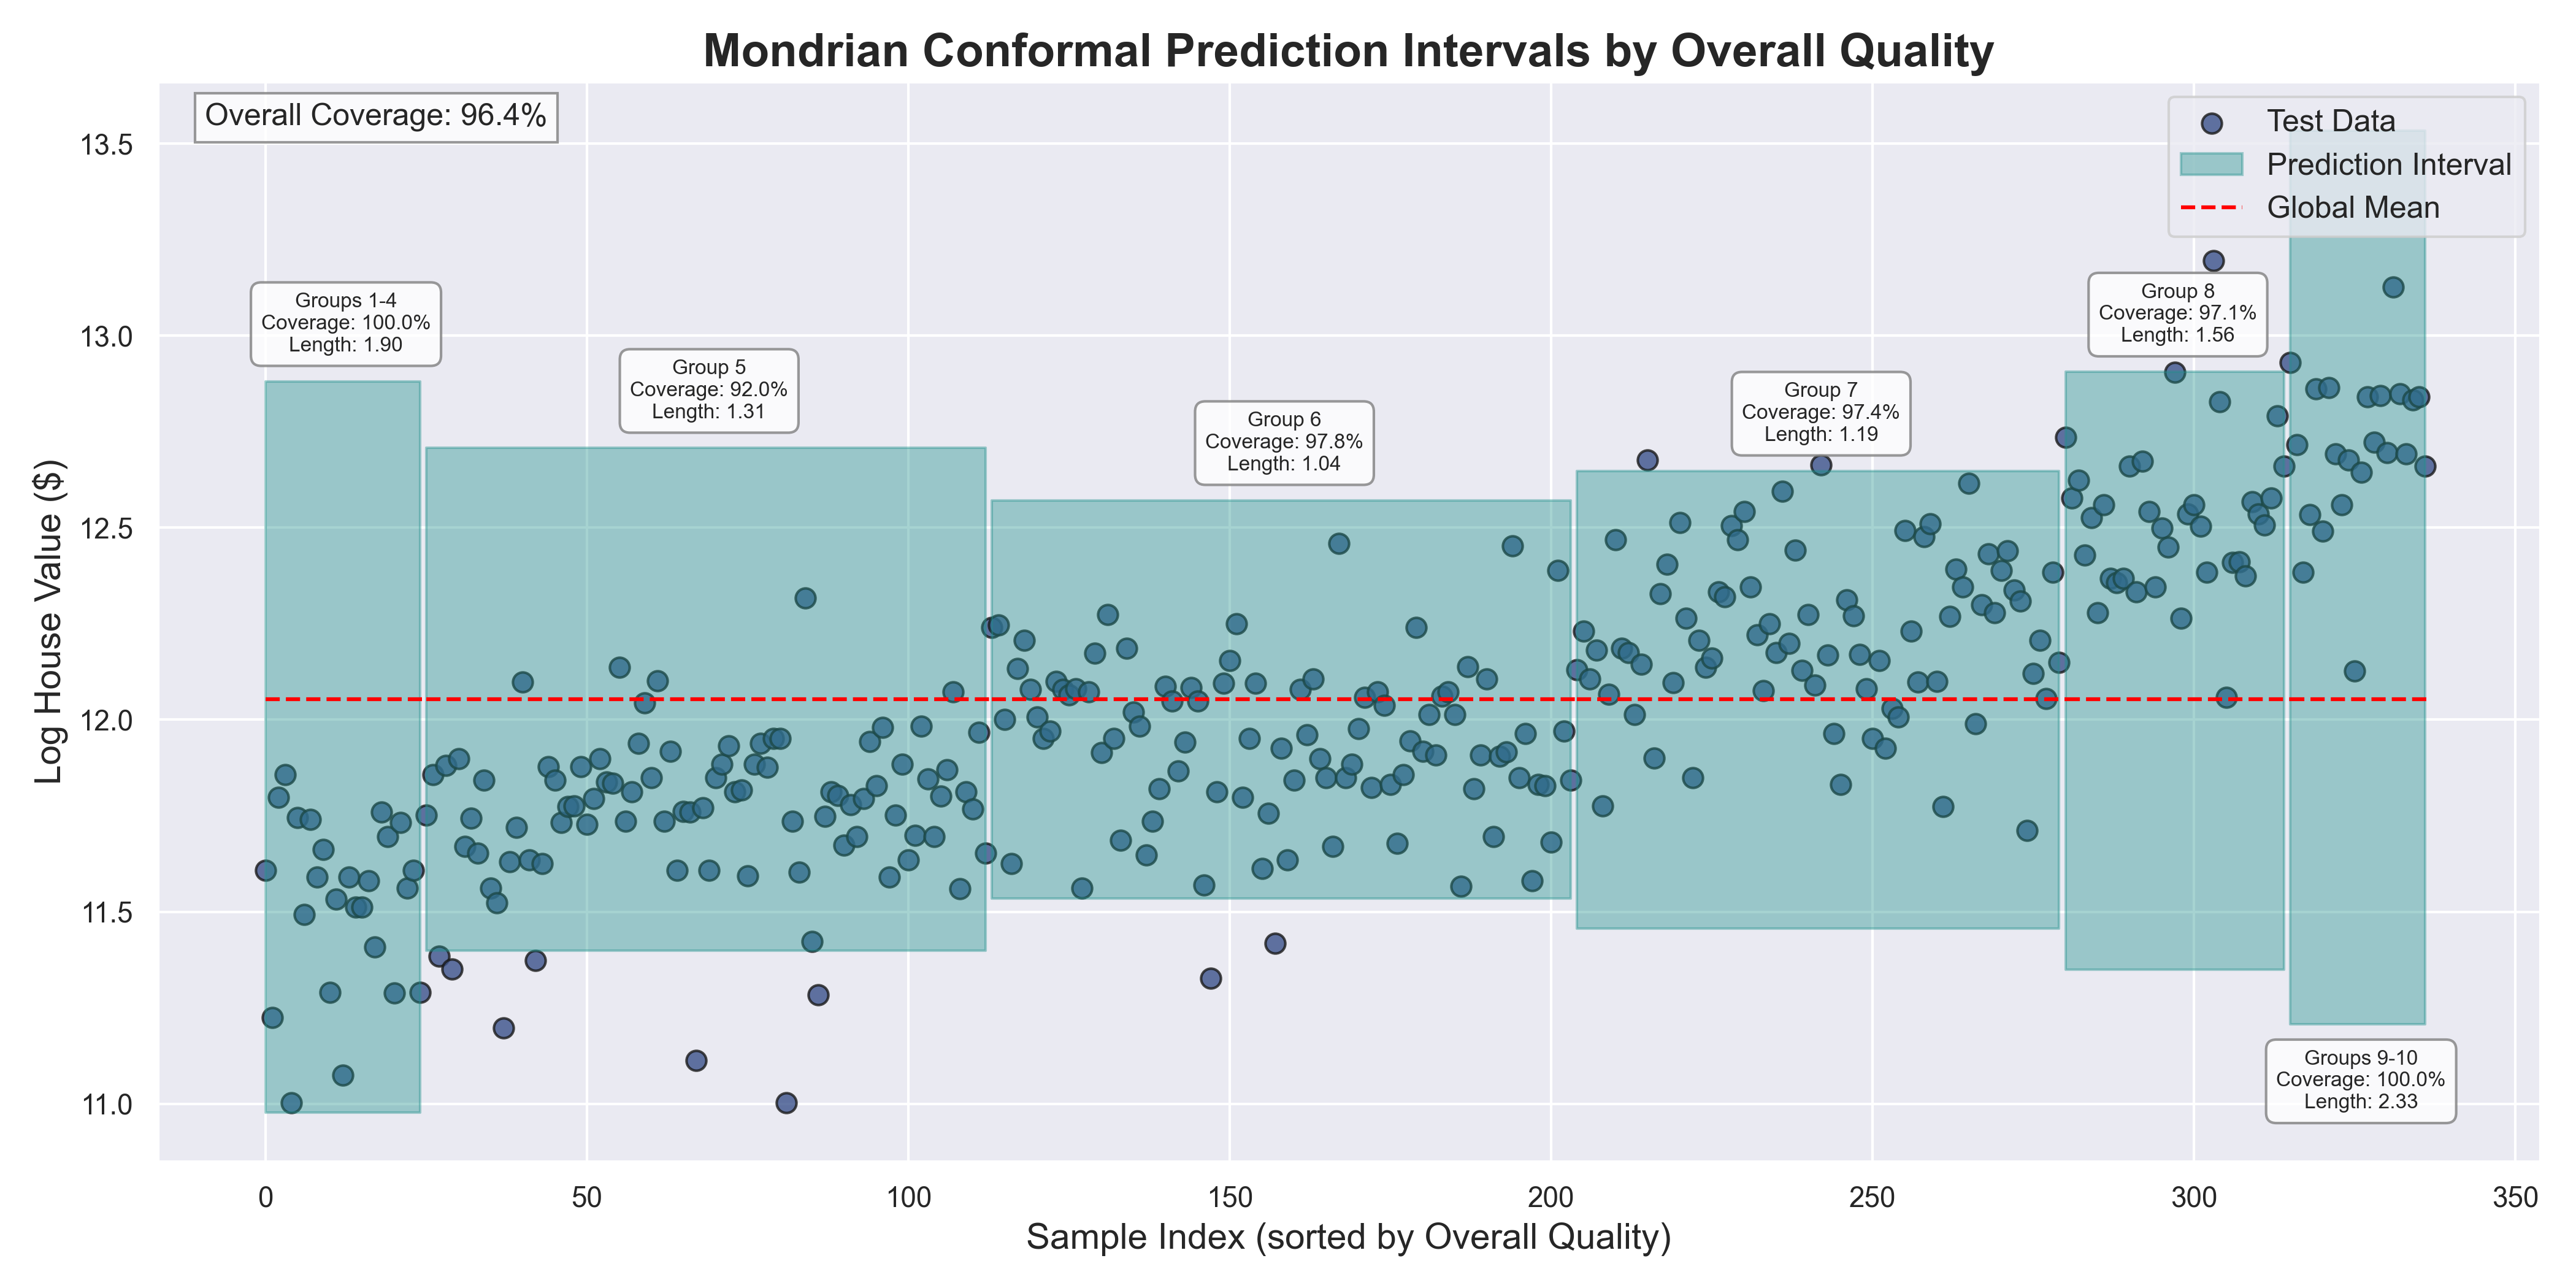 Mondrian Conformal Prediction Intervals by Overall Quality
Overall Coverage: 96.4%
Test Data
Prediction Interval
Global Mean
Groups 1-4
Coverage: 100.0%
Length: 1.90
Group 5
Coverage: 92.0%
Length: 1.31
Group 6
Coverage: 97.8%
Length: 1.04
Group 7
Coverage: 97.4%
Length: 1.19
Group 8
Coverage: 97.1%
Length: 1.56
Groups 9-10
Coverage: 100.0%
Length: 2.33
Log House Value ($)
13.5
13.0
12.5
12.0
11.5
11.0
0 50 100 150 200 250 300 350
Sample Index (sorted by Overall Quality)